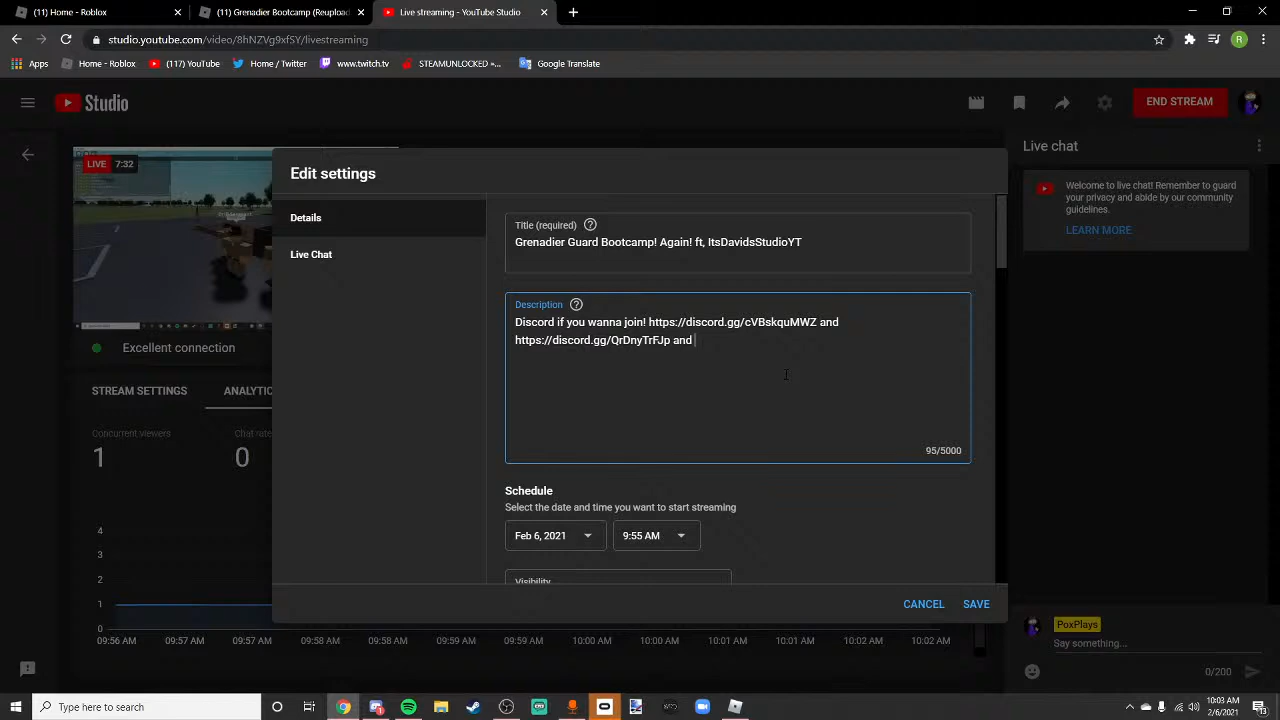 (11) Home - Roblox
(11) Grenadier Bootcamp (Reupload
Live streaming - YouTube Studio
studio.youtube.com/video/8hNZVg9xfSY/livestreaming
R
Apps
Home - Roblox
(117) YouTube
Home / Twitter
www.twitch.tv
STEAMUNLOCKED »...
Google Translate
Studio
END STREAM
LIVE 7:32
Edit settings
Live chat
Details
Live Chat
Welcome to live chat! Remember to guard
your privacy and abide by our community
guidelines.
LEARN MORE
Title (required)
Grenadier Guard Bootcamp! Again! ft, ItsDavidsStudioYT
Description
Discord if you wanna join! https://discord.gg/cVBskquMWZ and
https://discord.gg/QrDnyTrFJp and
95/5000
Excellent connection
STREAM SETTINGS
ANALYTIC
Concurrent viewers
1
Chat rate
0
Schedule
Select the date and time you want to start streaming
Feb 6, 2021
9:55 AM
Visibility
CANCEL
SAVE
4
3
2
1
0
09:56 AM 09:57 AM 09:57 AM 09:58 AM 09:58 AM 09:59 AM 09:59 AM 10:00 AM 10:00 AM 10:01 AM 10:01 AM 10:02 AM 10:02 AM
PoxPlays
Say something...
0/200
Type here to search
10:03 AM
2/6/2021